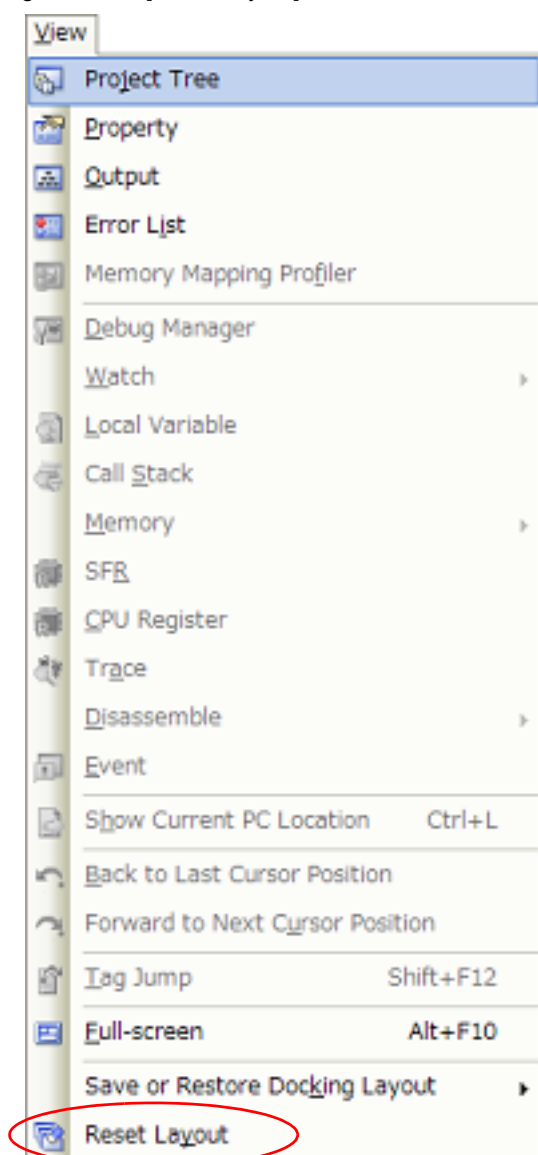 View
Project Tree
Property
Output
Error List
Memory Mapping Profiler
Debug Manager
Watch
Local Variable
Call Stack
Memory
SFR
CPU Register
Trace
Disassemble
Event
Show Current PC Location Ctrl+L
Back to Last Cursor Position
Forward to Next Cursor Position
Tag Jump Shift+F12
Full-screen Alt+F10
Save or Restore Docking Layout
Reset Layout